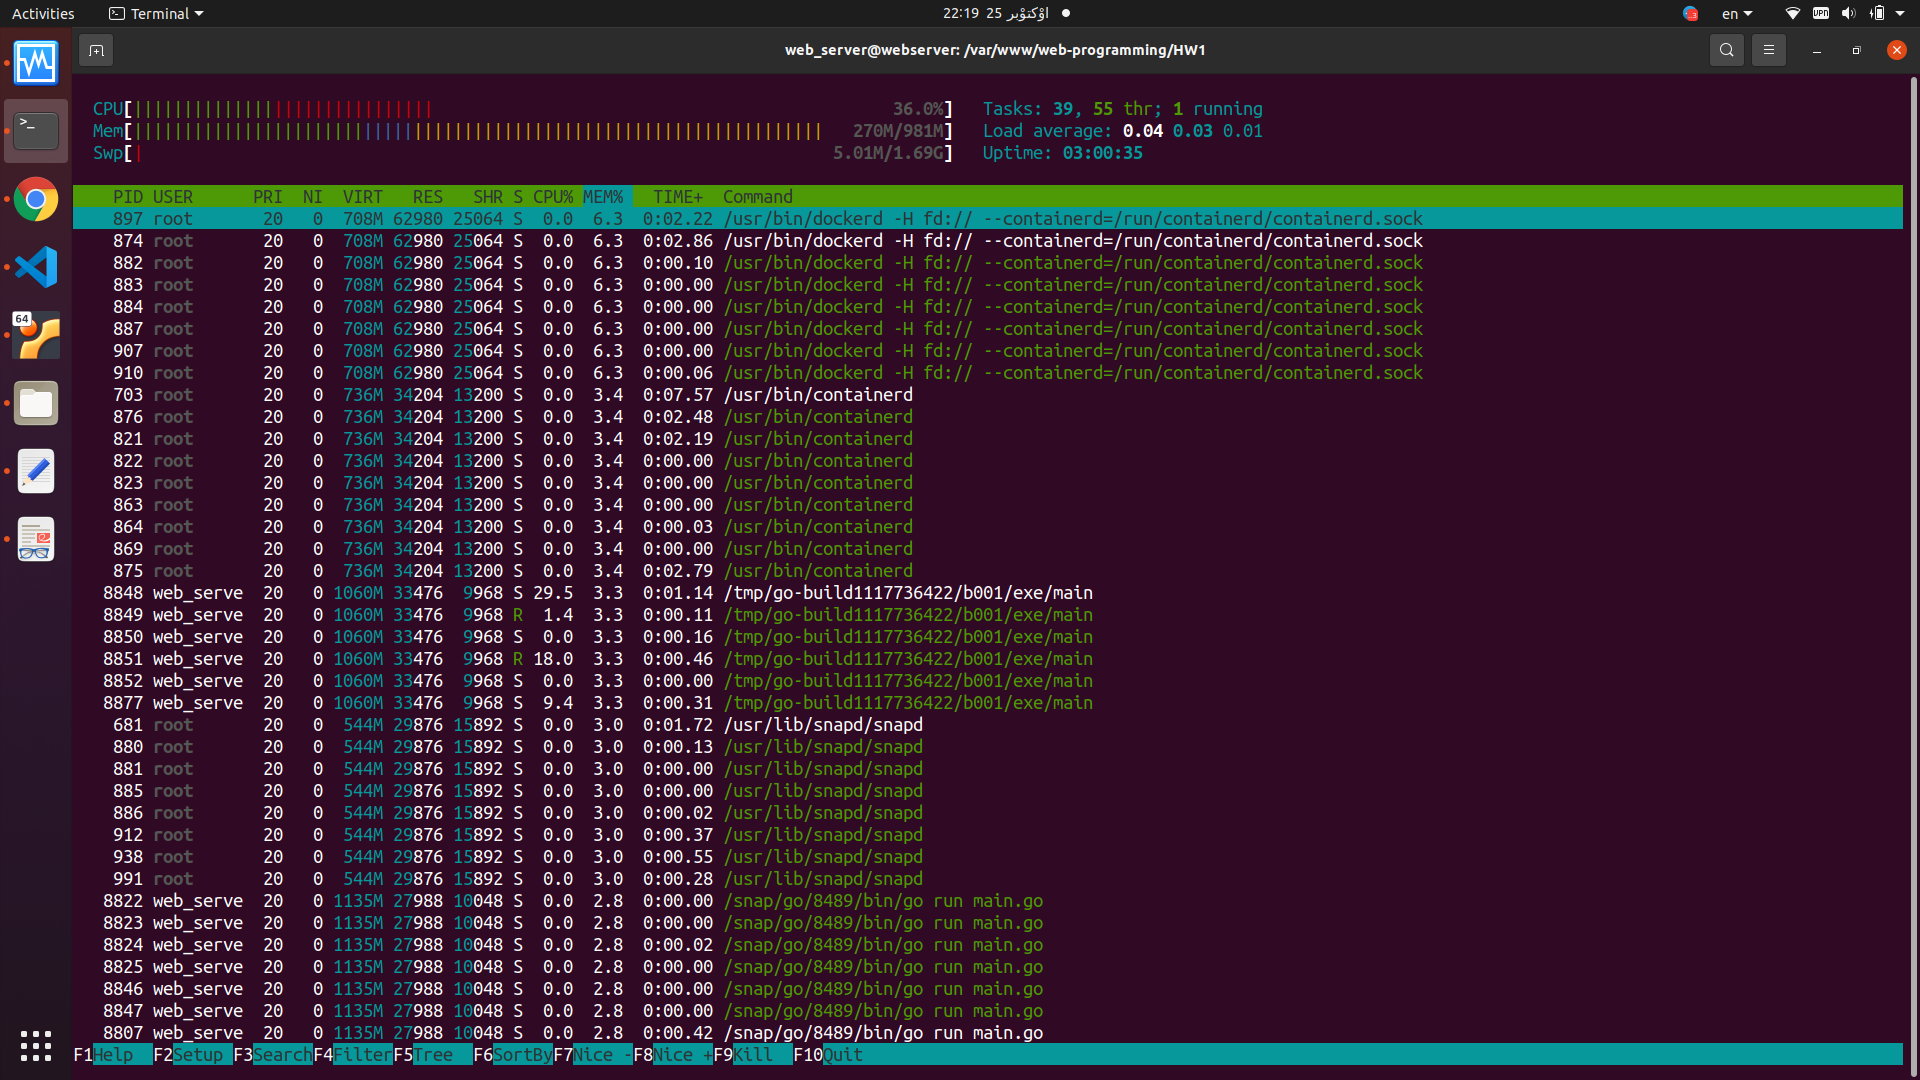 Activities Terminal 22:19 25 اؤکتوْبر en VPN
web_server@webserver: /var/www/web-programming/HW1
CPU[||||||||||||||||||||||||||||||                                              36.0%] Tasks: 39, 55 thr; 1 running
Mem[|||||||||||||||||||||||||||||||||||||||||||||||||||||||||||||||||||||   270M/981M] Load average: 0.04 0.03 0.01
Swp[|                                                                     5.01M/1.69G] Uptime: 03:00:35
PID USER PRI NI VIRT RES SHR S CPU% MEM% TIME+ Command
897 root 20 0 708M 62980 25064 S 0.0 6.3 0:02.22 /usr/bin/dockerd -H fd:// --containerd=/run/containerd/containerd.sock
874 root 20 0 708M 62980 25064 S 0.0 6.3 0:02.86 /usr/bin/dockerd -H fd:// --containerd=/run/containerd/containerd.sock
882 root 20 0 708M 62980 25064 S 0.0 6.3 0:00.10 /usr/bin/dockerd -H fd:// --containerd=/run/containerd/containerd.sock
883 root 20 0 708M 62980 25064 S 0.0 6.3 0:00.00 /usr/bin/dockerd -H fd:// --containerd=/run/containerd/containerd.sock
884 root 20 0 708M 62980 25064 S 0.0 6.3 0:00.00 /usr/bin/dockerd -H fd:// --containerd=/run/containerd/containerd.sock
887 root 20 0 708M 62980 25064 S 0.0 6.3 0:00.00 /usr/bin/dockerd -H fd:// --containerd=/run/containerd/containerd.sock
907 root 20 0 708M 62980 25064 S 0.0 6.3 0:00.00 /usr/bin/dockerd -H fd:// --containerd=/run/containerd/containerd.sock
910 root 20 0 708M 62980 25064 S 0.0 6.3 0:00.06 /usr/bin/dockerd -H fd:// --containerd=/run/containerd/containerd.sock
703 root 20 0 736M 34204 13200 S 0.0 3.4 0:07.57 /usr/bin/containerd
876 root 20 0 736M 34204 13200 S 0.0 3.4 0:02.48 /usr/bin/containerd
821 root 20 0 736M 34204 13200 S 0.0 3.4 0:02.19 /usr/bin/containerd
822 root 20 0 736M 34204 13200 S 0.0 3.4 0:00.00 /usr/bin/containerd
823 root 20 0 736M 34204 13200 S 0.0 3.4 0:00.00 /usr/bin/containerd
863 root 20 0 736M 34204 13200 S 0.0 3.4 0:00.00 /usr/bin/containerd
864 root 20 0 736M 34204 13200 S 0.0 3.4 0:00.03 /usr/bin/containerd
869 root 20 0 736M 34204 13200 S 0.0 3.4 0:00.00 /usr/bin/containerd
875 root 20 0 736M 34204 13200 S 0.0 3.4 0:02.79 /usr/bin/containerd
8848 web_serve 20 0 1060M 33476 9968 S 29.5 3.3 0:01.14 /tmp/go-build1117736422/b001/exe/main
8849 web_serve 20 0 1060M 33476 9968 R 1.4 3.3 0:00.11 /tmp/go-build1117736422/b001/exe/main
8850 web_serve 20 0 1060M 33476 9968 S 0.0 3.3 0:00.16 /tmp/go-build1117736422/b001/exe/main
8851 web_serve 20 0 1060M 33476 9968 R 18.0 3.3 0:00.46 /tmp/go-build1117736422/b001/exe/main
8852 web_serve 20 0 1060M 33476 9968 S 0.0 3.3 0:00.00 /tmp/go-build1117736422/b001/exe/main
8877 web_serve 20 0 1060M 33476 9968 S 9.4 3.3 0:00.31 /tmp/go-build1117736422/b001/exe/main
681 root 20 0 544M 29876 15892 S 0.0 3.0 0:01.72 /usr/lib/snapd/snapd
880 root 20 0 544M 29876 15892 S 0.0 3.0 0:00.13 /usr/lib/snapd/snapd
881 root 20 0 544M 29876 15892 S 0.0 3.0 0:00.00 /usr/lib/snapd/snapd
885 root 20 0 544M 29876 15892 S 0.0 3.0 0:00.00 /usr/lib/snapd/snapd
886 root 20 0 544M 29876 15892 S 0.0 3.0 0:00.02 /usr/lib/snapd/snapd
912 root 20 0 544M 29876 15892 S 0.0 3.0 0:00.37 /usr/lib/snapd/snapd
938 root 20 0 544M 29876 15892 S 0.0 3.0 0:00.55 /usr/lib/snapd/snapd
991 root 20 0 544M 29876 15892 S 0.0 3.0 0:00.28 /usr/lib/snapd/snapd
8822 web_serve 20 0 1135M 27988 10048 S 0.0 2.8 0:00.00 /snap/go/8489/bin/go run main.go
8823 web_serve 20 0 1135M 27988 10048 S 0.0 2.8 0:00.00 /snap/go/8489/bin/go run main.go
8824 web_serve 20 0 1135M 27988 10048 S 0.0 2.8 0:00.02 /snap/go/8489/bin/go run main.go
8825 web_serve 20 0 1135M 27988 10048 S 0.0 2.8 0:00.00 /snap/go/8489/bin/go run main.go
8846 web_serve 20 0 1135M 27988 10048 S 0.0 2.8 0:00.00 /snap/go/8489/bin/go run main.go
8847 web_serve 20 0 1135M 27988 10048 S 0.0 2.8 0:00.00 /snap/go/8489/bin/go run main.go
8807 web_serve 20 0 1135M 27988 10048 S 0.0 2.8 0:00.42 /snap/go/8489/bin/go run main.go
F1Help F2Setup F3SearchF4FilterF5Tree F6SortByF7Nice -F8Nice +F9Kill F10Quit
64